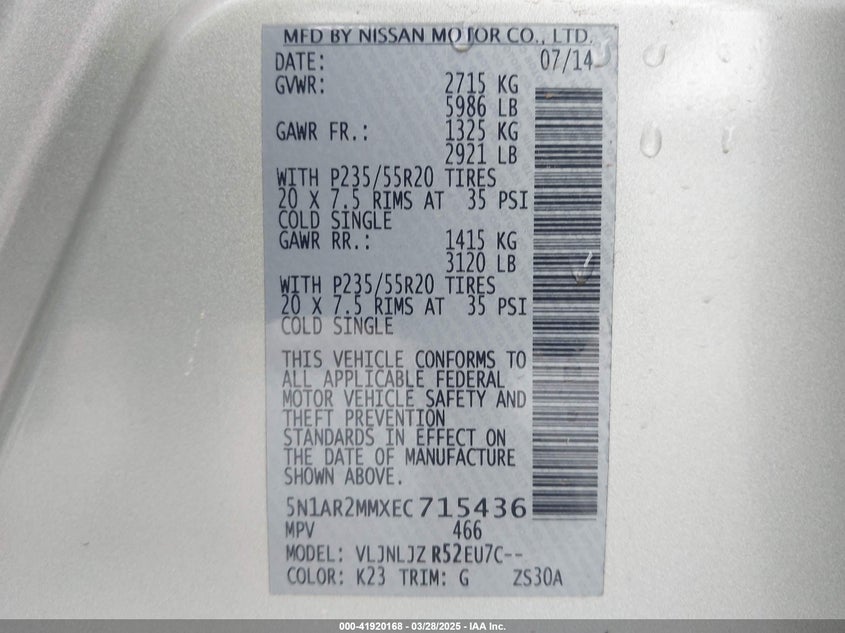 MFD BY NISSAN MOTOR CO., LTD.
DATE: 07/14
GVWR: 2715 KG
5986 LB
GAWR FR.: 1325 KG
2921 LB
WITH P235/55R20 TIRES
20 X 7.5 RIMS AT 35 PSI
COLD SINGLE
GAWR RR.: 1415 KG
3120 LB
WITH P235/55R20 TIRES
20 X 7.5 RIMS AT 35 PSI
COLD SINGLE
THIS VEHICLE CONFORMS TO
ALL APPLICABLE FEDERAL
MOTOR VEHICLE SAFETY AND
THEFT PREVENTION
STANDARDS IN EFFECT ON
THE DATE OF MANUFACTURE
SHOWN ABOVE.
5N1AR2MMXEC715436
MPV 466
MODEL: VLJNLJZ R52EU7C--
COLOR: K23 TRIM: G ZS30A
000-41920168 - 03/28/2025 - IAA Inc.